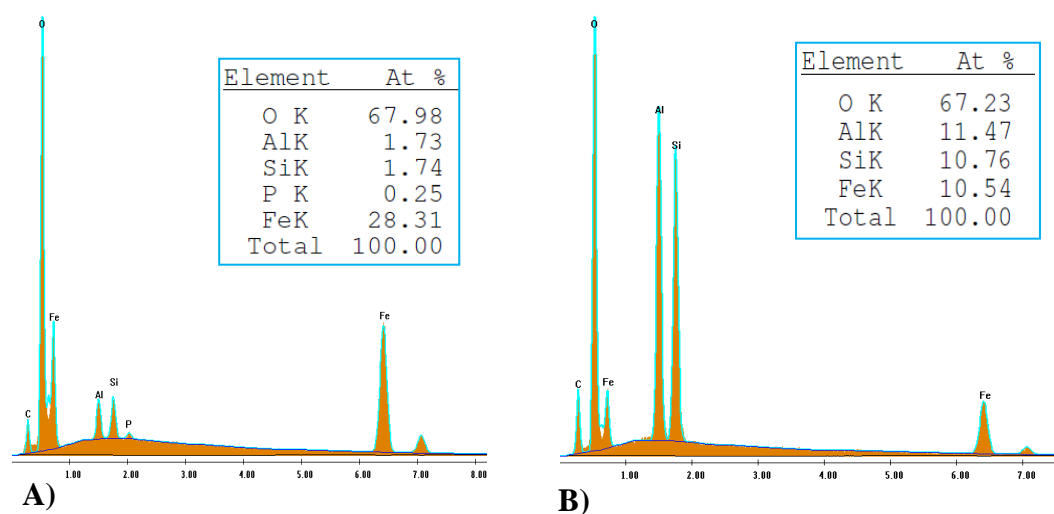 O
Element At %
O K 67.98
AlK 1.73
SiK 1.74
P K 0.25
FeK 28.31
Total 100.00
Fe
Fe
Al
Si
C
P
1.00 2.00 3.00 4.00 5.00 6.00 7.00 8.00
A)
O
Element At %
O K 67.23
AlK 11.47
SiK 10.76
FeK 10.54
Total 100.00
Al
Si
C
Fe
Fe
1.00 2.00 3.00 4.00 5.00 6.00 7.00
B)